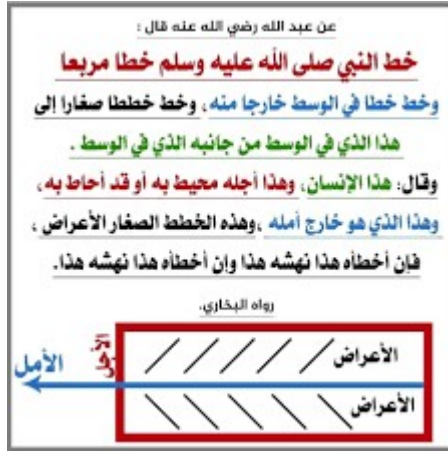 عن عبد الله رضي الله عنه قال :
خط النبي صلى الله عليه وسلم خطا مربعا
وخط خطا في الوسط خارجا منه، وخط خططا صغارا إلى
هذا الذي في الوسط من جانبه الذي في الوسط .
وقال: هذا الإنسان، وهذا أجله محيط به أو قد أحاط به،
وهذا الذي هو خارج أمله ،وهذه الخطط الصغار الأعراض ،
فإن أخطأه هذا نهشه هذا وإن أخطأه هذا نهشه هذا.
رواه البخاري.
الأعراض
الأجل
الأمل
الأعراض